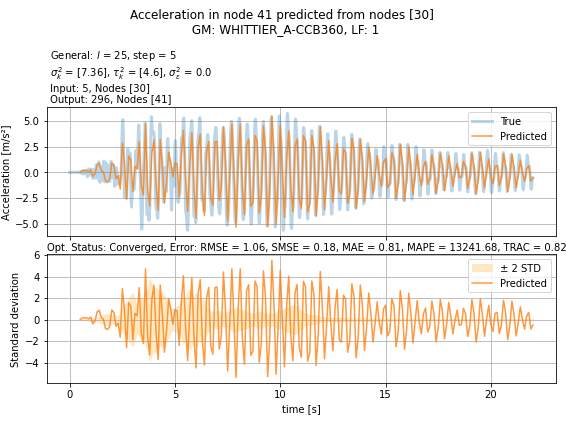 Acceleration in node 41 predicted from nodes [30]
GM: WHITTIER_A-CCB360, LF: 1
General: l = 25, step = 5
σ²ₖ = [7.36], τ²ₖ = [4.6], σ²ε = 0.0
Input: 5, Nodes [30]
Output: 296, Nodes [41]
5.0
2.5
0.0
−2.5
−5.0
Acceleration [m/s²]
True
Predicted
Opt. Status: Converged, Error: RMSE = 1.06, SMSE = 0.18, MAE = 0.81, MAPE = 13241.68, TRAC = 0.82
6
4
2
0
−2
−4
Standard deviation
± 2 STD
Predicted
0
5
10
15
20
time [s]